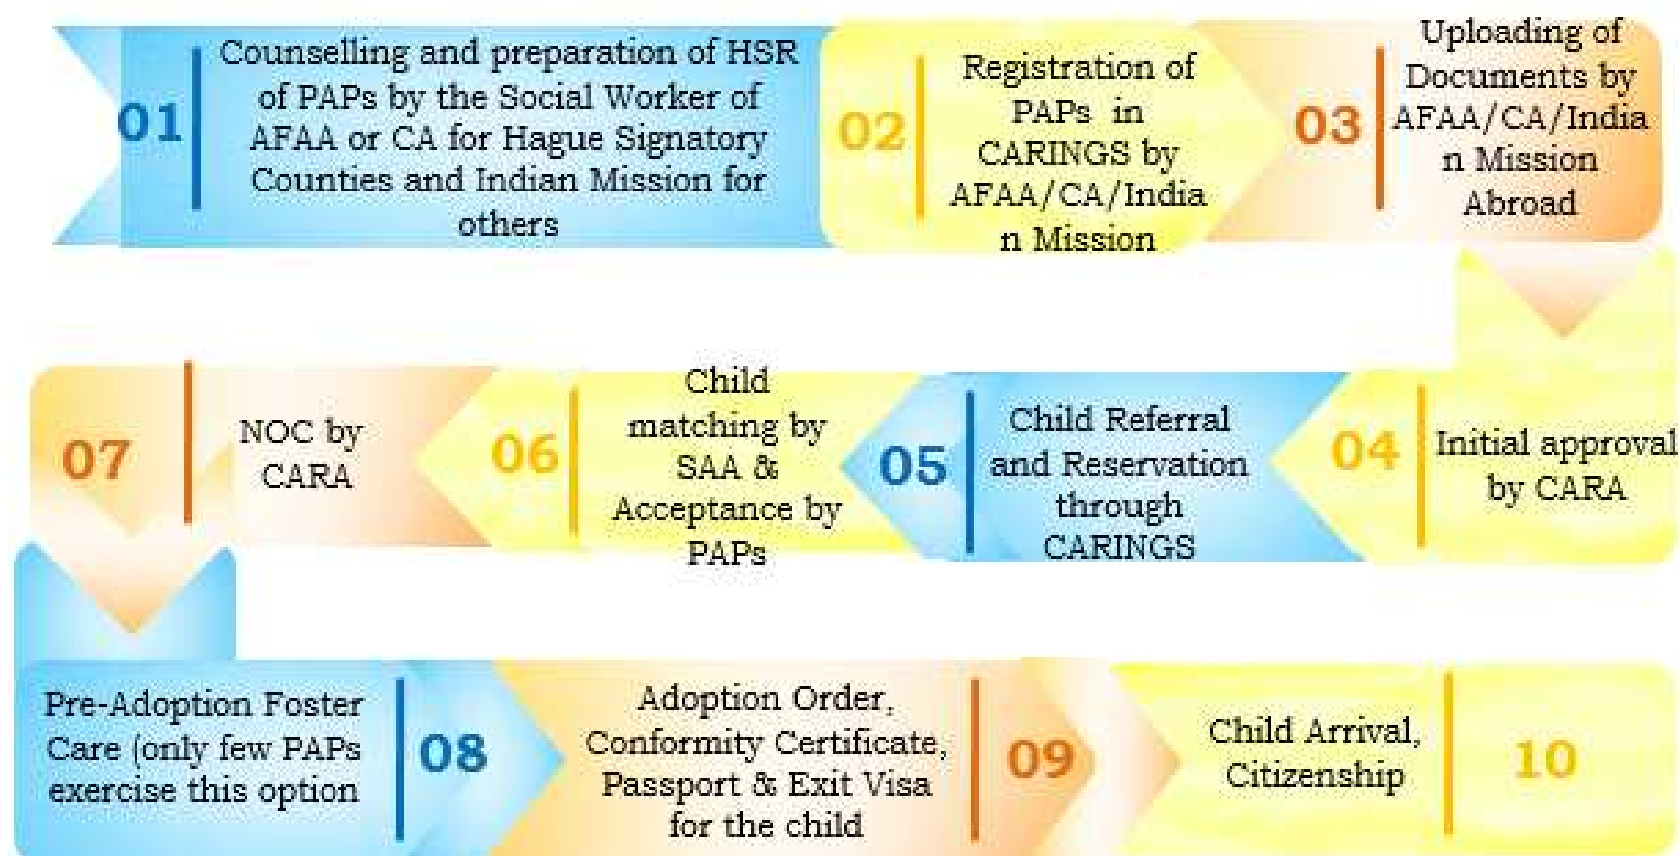 01
Counselling and preparation of HSR
of PAPs by the Social Worker of
AFAA or CA for Hague Signatory
Counties and Indian Mission for
others
02
Registration of
PAPs in
CARINGS by
AFAA/CA/India
n Mission
03
Uploading of
Documents by
AFAA/CA/India
n Mission
Abroad
04
Initial approval
by CARA
05
Child Referral
and Reservation
through
CARINGS
06
Child
matching by
SAA &
Acceptance by
PAPs
07
NOC by
CARA
Pre-Adoption Foster
Care (only few PAPs
exercise this option
08
Adoption Order,
Conformity Certificate,
Passport & Exit Visa
for the child
09
Child Arrival,
Citizenship
10